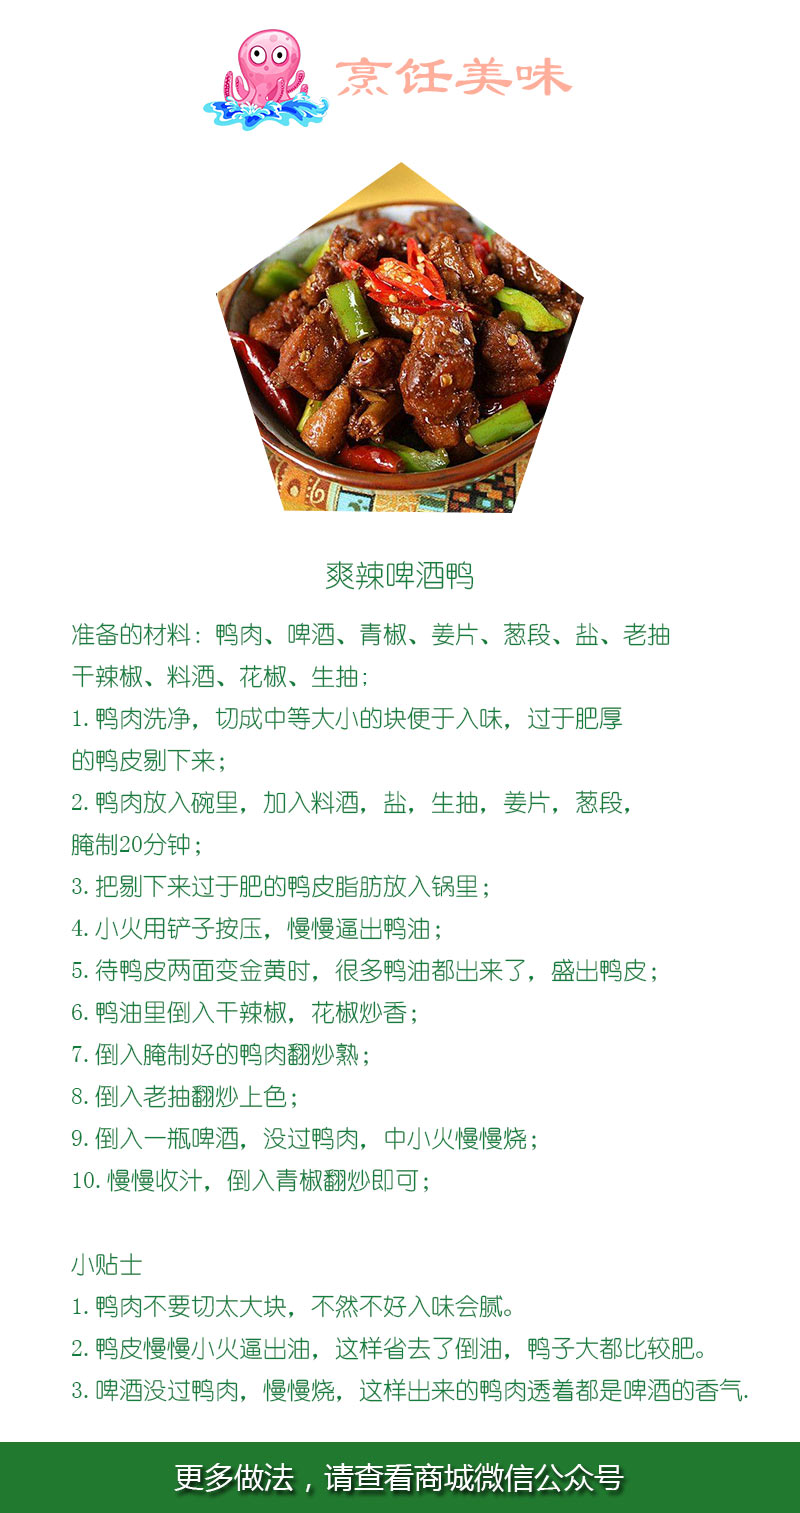 烹饪美味
爽辣啤酒鸭
准备的材料：鸭肉、啤酒、青椒、姜片、葱段、盐、老抽
干辣椒、料酒、花椒、生抽；
1.鸭肉洗净，切成中等大小的块便于入味，过于肥厚
的鸭皮剔下来；
2.鸭肉放入碗里，加入料酒，盐，生抽，姜片，葱段，
腌制20分钟；
3.把剔下来过于肥的鸭皮脂肪放入锅里；
4.小火用铲子按压，慢慢逼出鸭油；
5.待鸭皮两面变金黄时，很多鸭油都出来了，盛出鸭皮；
6.鸭油里倒入干辣椒，花椒炒香；
7.倒入腌制好的鸭肉翻炒熟；
8.倒入老抽翻炒上色；
9.倒入一瓶啤酒，没过鸭肉，中小火慢慢烧；
10.慢慢收汁，倒入青椒翻炒即可；
小贴士
1.鸭肉不要切太大块，不然不好入味会腻。
2.鸭皮慢慢小火逼出油，这样省去了倒油，鸭子大都比较肥。
3.啤酒没过鸭肉，慢慢烧，这样出来的鸭肉透着都是啤酒的香气.
更多做法，请查看商城微信公众号